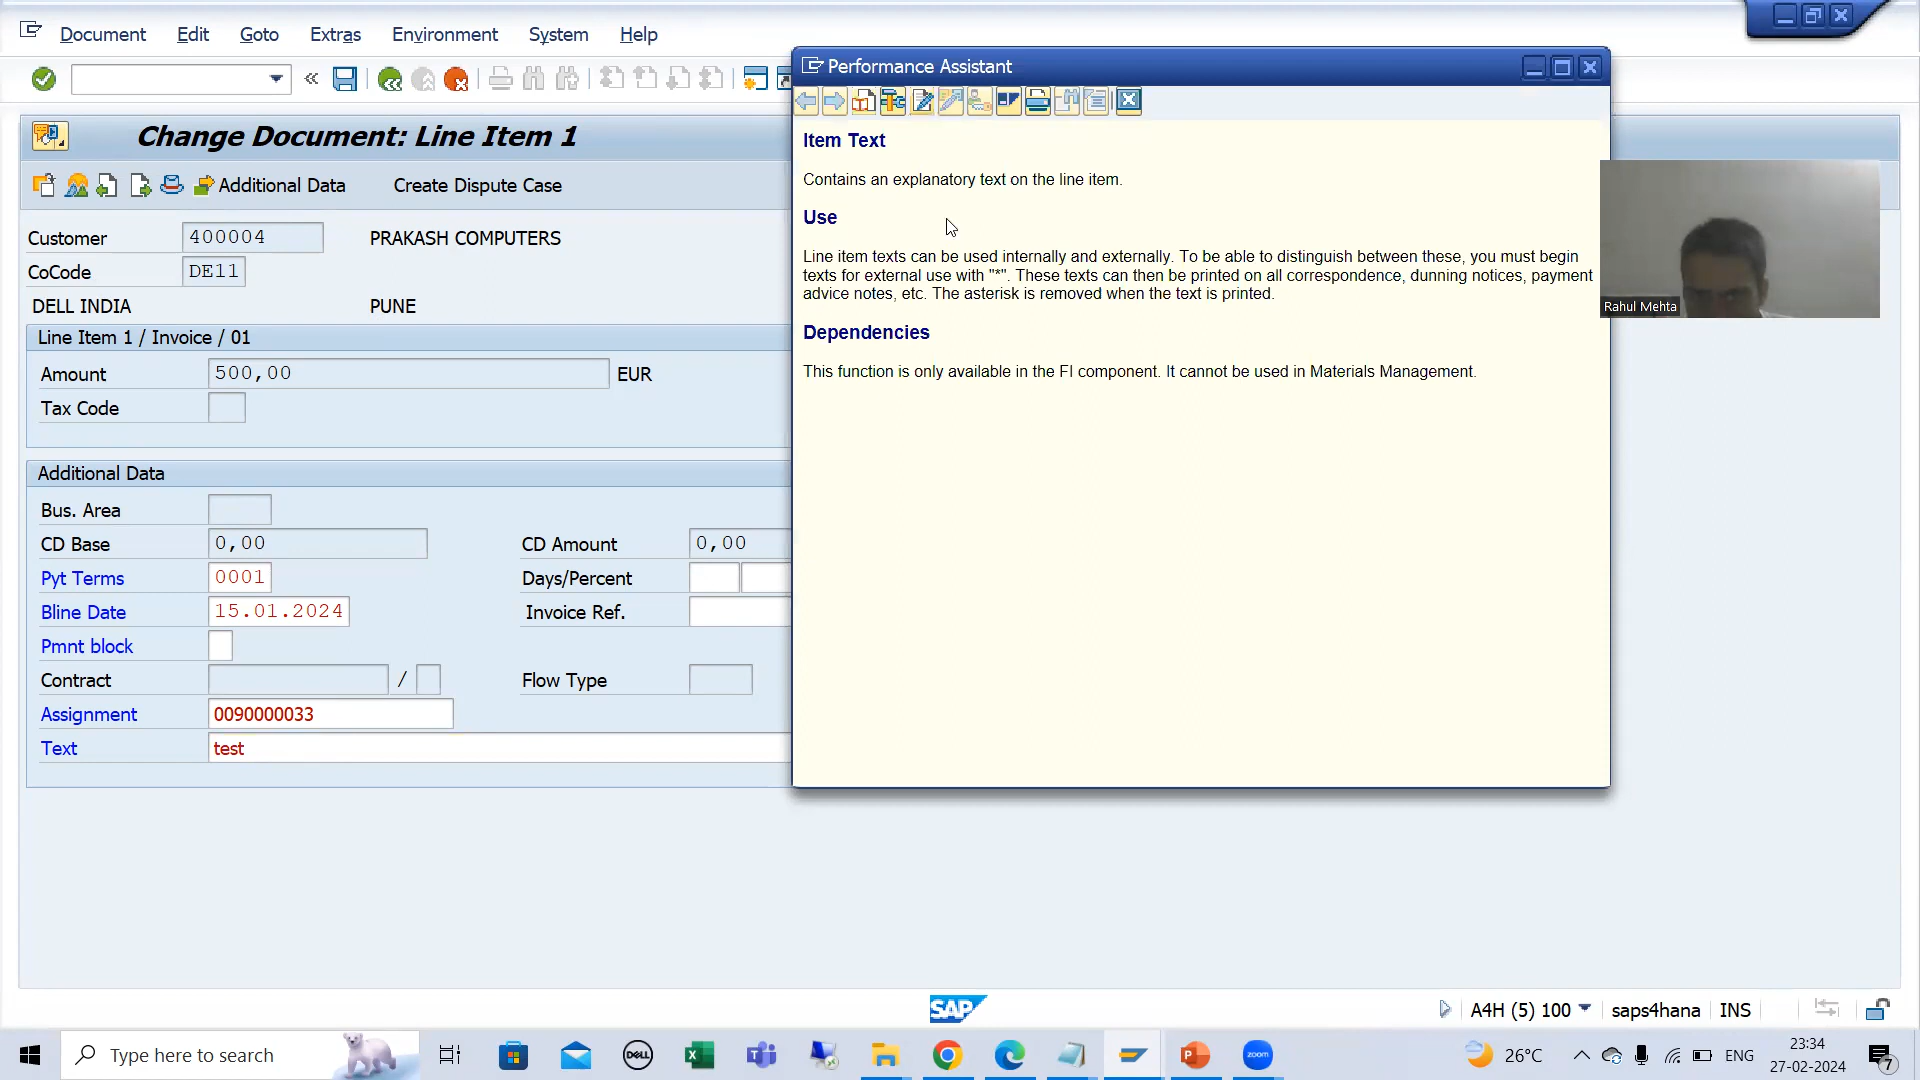 Document Edit Goto Extras Environment System Help
Change Document: Line Item 1
Additional Data Create Dispute Case
Customer 400004 PRAKASH COMPUTERS
CoCode DE11
DELL INDIA PUNE
Line Item 1 / Invoice / 01
Amount 500,00 EUR
Tax Code
Additional Data
Bus. Area
CD Base 0,00 CD Amount 0,00
Pyt Terms 0001 Days/Percent
Bline Date 15.01.2024 Invoice Ref.
Pmnt block
Contract / Flow Type
Assignment 0090000033
Text test
Performance Assistant
Item Text
Contains an explanatory text on the line item.
Use
Line item texts can be used internally and externally. To be able to distinguish between these, you must begin
texts for external use with "*". These texts can then be printed on all correspondence, dunning notices, payment
advice notes, etc. The asterisk is removed when the text is printed.
Dependencies
This function is only available in the FI component. It cannot be used in Materials Management.
Rahul Mehta
SAP
A4H (5) 100 saps4hana INS
Type here to search
DELL
zoom
26°C
ENG
23:34
27-02-2024
7